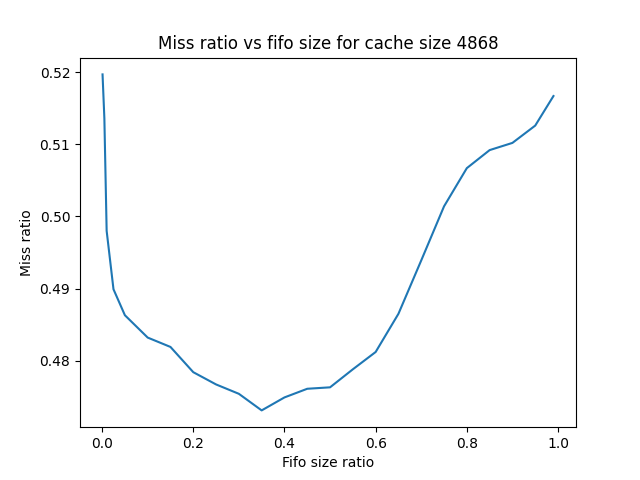 Miss ratio vs fifo size for cache size 4868
0.52
0.51
0.50
0.49
0.48
Miss ratio
0.0 0.2 0.4 0.6 0.8 1.0
Fifo size ratio